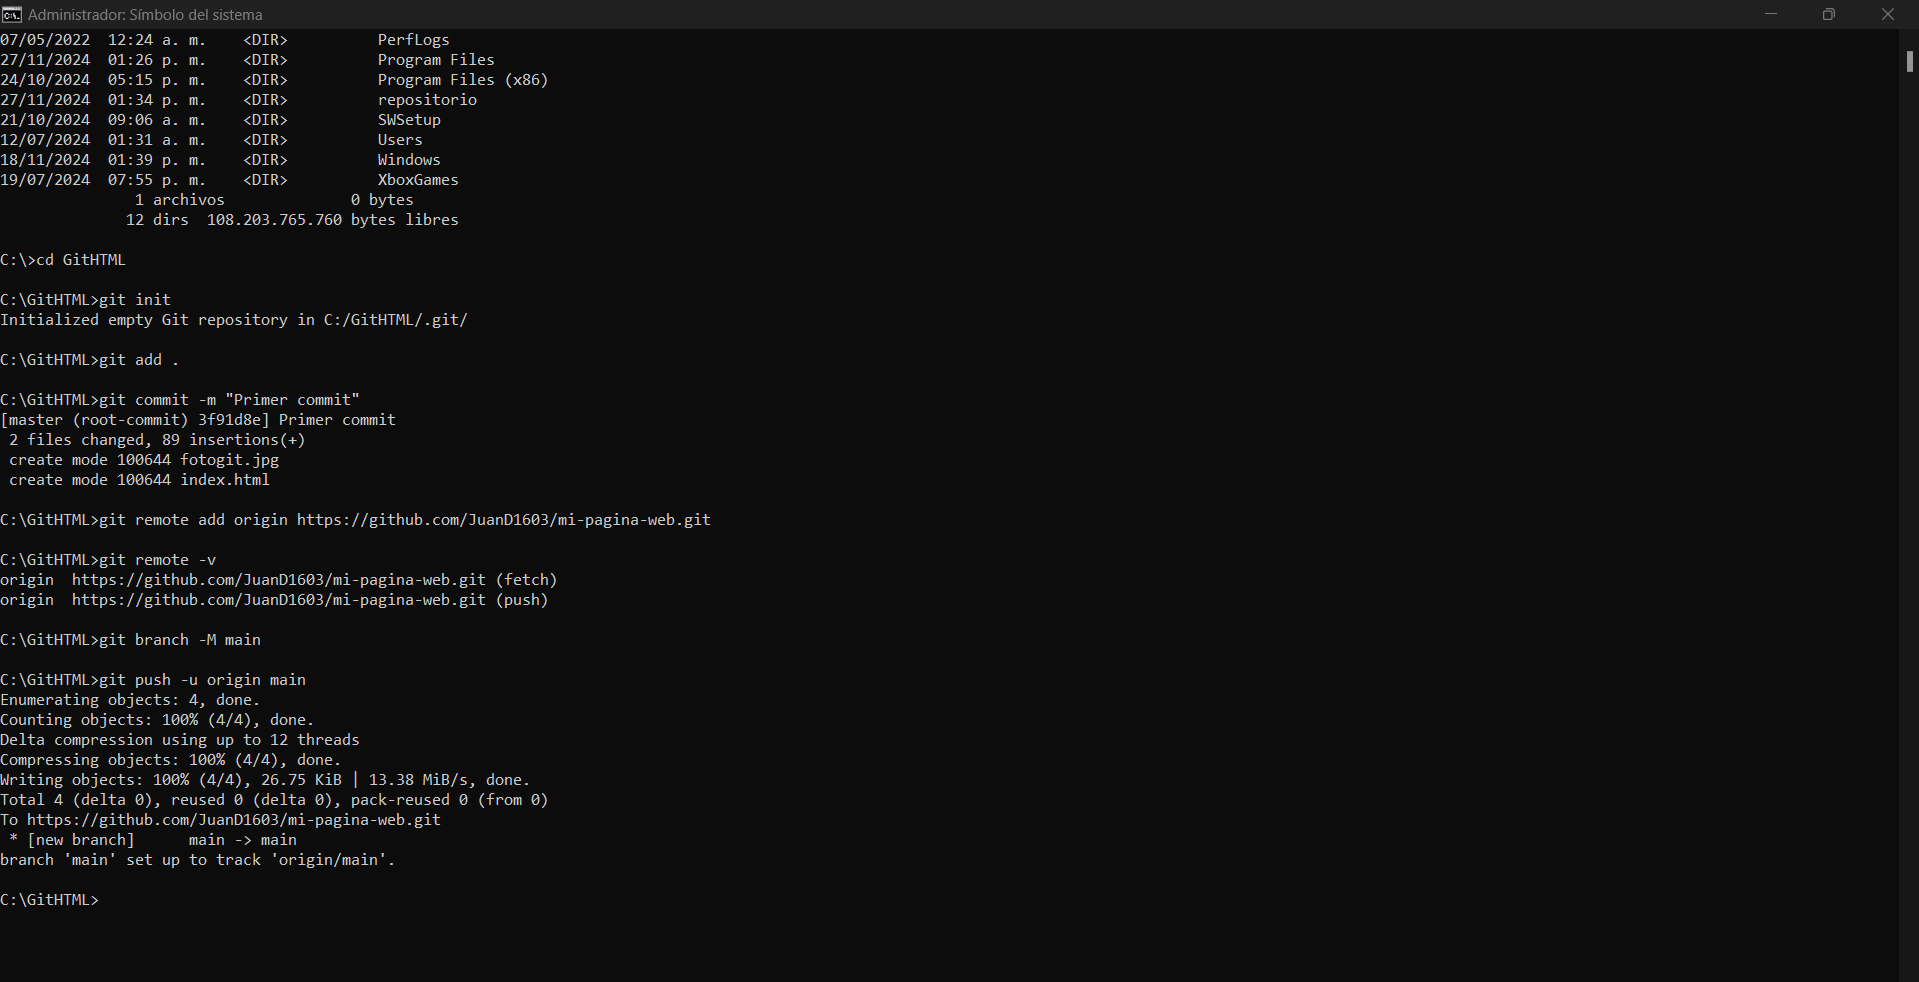 Administrador: Símbolo del sistema
07/05/2022  12:24 a. m.    <DIR>          PerfLogs
27/11/2024  01:26 p. m.    <DIR>          Program Files
24/10/2024  05:15 p. m.    <DIR>          Program Files (x86)
27/11/2024  01:34 p. m.    <DIR>          repositorio
21/10/2024  09:06 a. m.    <DIR>          SWSetup
12/07/2024  01:31 a. m.    <DIR>          Users
18/11/2024  01:39 p. m.    <DIR>          Windows
19/07/2024  07:55 p. m.    <DIR>          XboxGames
               1 archivos              0 bytes
              12 dirs  108.203.765.760 bytes libres
C:\>cd GitHTML
C:\GitHTML>git init
Initialized empty Git repository in C:/GitHTML/.git/
C:\GitHTML>git add .
C:\GitHTML>git commit -m "Primer commit"
[master (root-commit) 3f91d8e] Primer commit
 2 files changed, 89 insertions(+)
 create mode 100644 fotogit.jpg
 create mode 100644 index.html
C:\GitHTML>git remote add origin https://github.com/JuanD1603/mi-pagina-web.git
C:\GitHTML>git remote -v
origin  https://github.com/JuanD1603/mi-pagina-web.git (fetch)
origin  https://github.com/JuanD1603/mi-pagina-web.git (push)
C:\GitHTML>git branch -M main
C:\GitHTML>git push -u origin main
Enumerating objects: 4, done.
Counting objects: 100% (4/4), done.
Delta compression using up to 12 threads
Compressing objects: 100% (4/4), done.
Writing objects: 100% (4/4), 26.75 KiB | 13.38 MiB/s, done.
Total 4 (delta 0), reused 0 (delta 0), pack-reused 0 (from 0)
To https://github.com/JuanD1603/mi-pagina-web.git
 * [new branch]      main -> main
branch 'main' set up to track 'origin/main'.
C:\GitHTML>